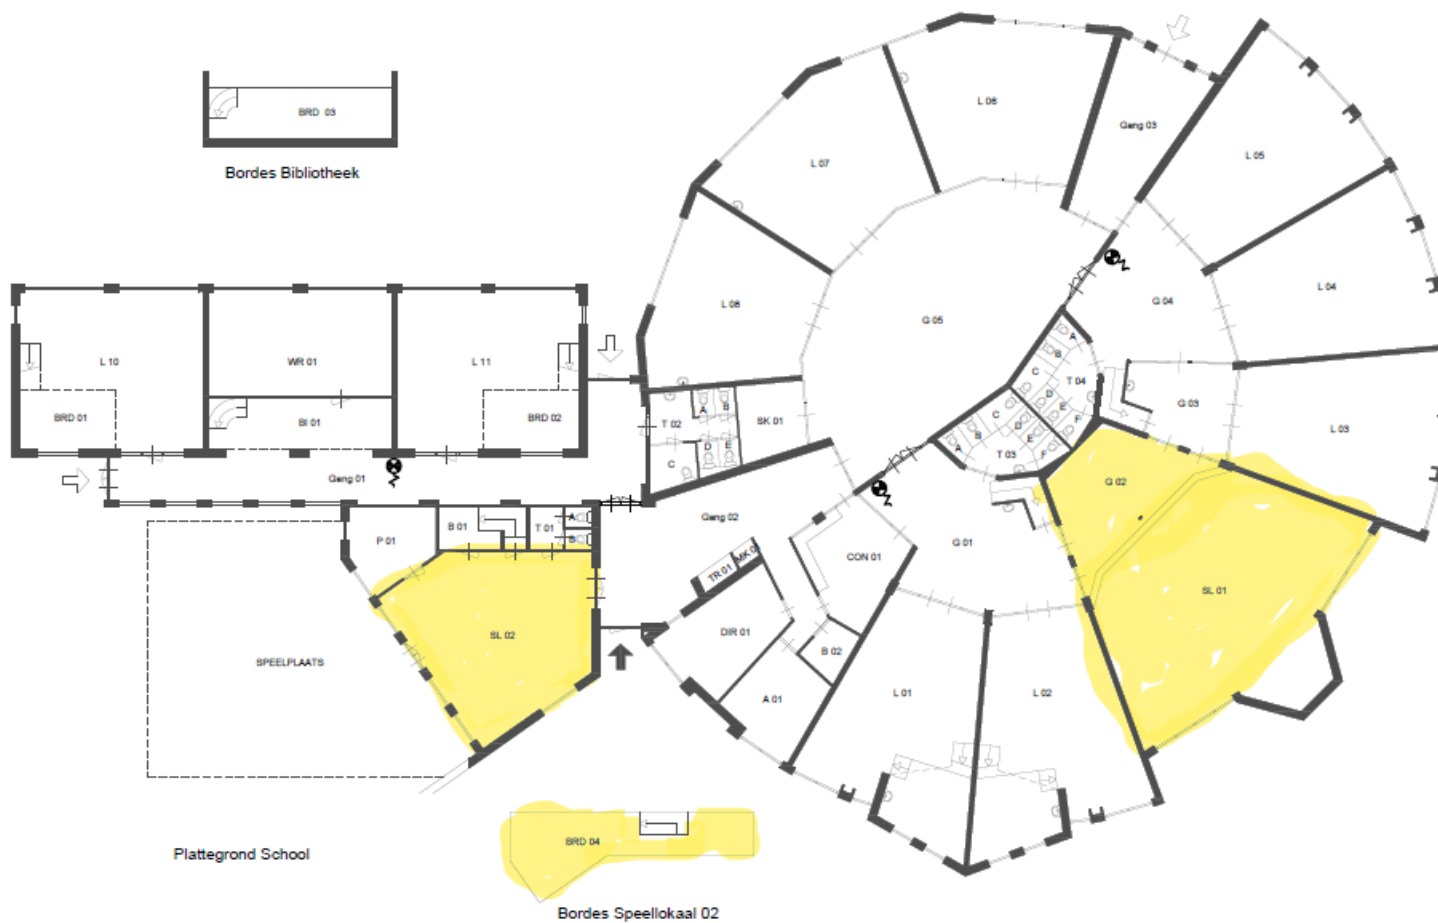 BRD 03
Bordes Bibliotheek
L 06
Gang 03
L 07
L 05
L 08
G 05
G 04
L 04
L 10
WR 01
L 11
BRD 01
BI 01
BRD 02
Gang 01
T 02
A
B
C
D
E
SK 01
A
B
C
T 04
D
E
F
G 03
L 03
C
B
D
A
E
T 03
F
G 02
P 01
B 01
T 01
A
B
Gang 02
TR 01
CON 01
G 01
SL 01
SL 02
DIR 01
B 02
A 01
L 01
L 02
SPEELPLAATS
BRD 04
Plattegrond School
Bordes Speellokaal 02